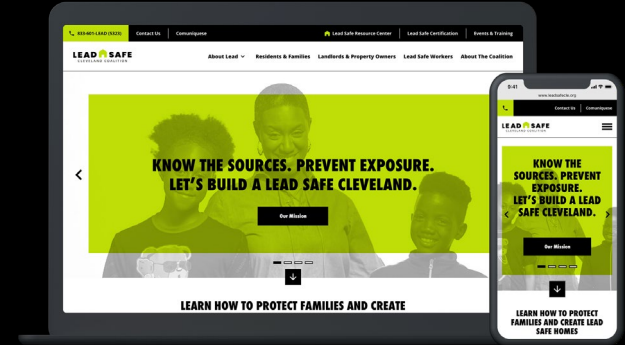 833-601-LEAD (5323) Contact Us Comuníquese Lead Safe Resource Center Lead Safe Certification Events & Training
LEAD SAFE
CLEVELAND COALITION
About Lead Residents & Families Landlords & Property Owners Lead Safe Workers About The Coalition
KNOW THE SOURCES. PREVENT EXPOSURE.
LET'S BUILD A LEAD SAFE CLEVELAND.
Our Mission
LEARN HOW TO PROTECT FAMILIES AND CREATE
9:41
www.leadsafecle.org
Contact Us Comuníquese
LEAD SAFE
CLEVELAND COALITION
KNOW THE
SOURCES. PREVENT
EXPOSURE.
LET'S BUILD A LEAD
SAFE CLEVELAND.
Our Mission
LEARN HOW TO PROTECT
FAMILIES AND CREATE LEAD
SAFE HOMES